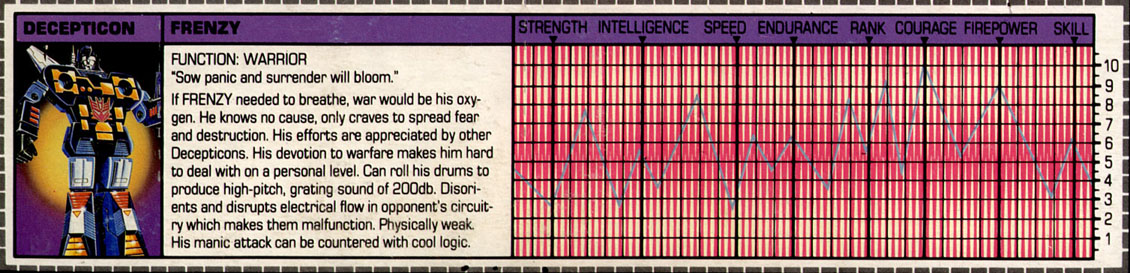 DECEPTICON
FRENZY
FUNCTION: WARRIOR
"Sow panic and surrender will bloom."
If FRENZY needed to breathe, war would be his oxy-
gen. He knows no cause, only craves to spread fear
and destruction. His efforts are appreciated by other
Decepticons. His devotion to warfare makes him hard
to deal with on a personal level. Can roll his drums to
produce high-pitch, grating sound of 200db. Disori-
ents and disrupts electrical flow in opponent's circuit-
ry which makes them malfunction. Physically weak.
His manic attack can be countered with cool logic.
STRENGTH INTELLIGENCE SPEED ENDURANCE RANK COURAGE FIREPOWER SKILL
10
9
8
7
6
5
4
3
2
1